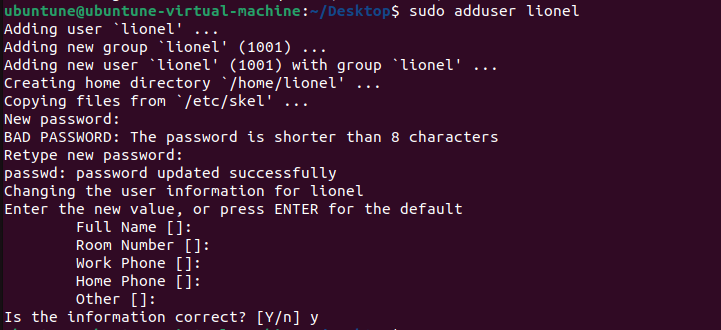 ubuntune@ubuntune-virtual-machine:~/Desktop$ sudo adduser lionel
Adding user `lionel' ...
Adding new group `lionel' (1001) ...
Adding new user `lionel' (1001) with group `lionel' ...
Creating home directory `/home/lionel' ...
Copying files from `/etc/skel' ...
New password:
BAD PASSWORD: The password is shorter than 8 characters
Retype new password:
passwd: password updated successfully
Changing the user information for lionel
Enter the new value, or press ENTER for the default
Full Name []:
Room Number []:
Work Phone []:
Home Phone []:
Other []:
Is the information correct? [Y/n] y